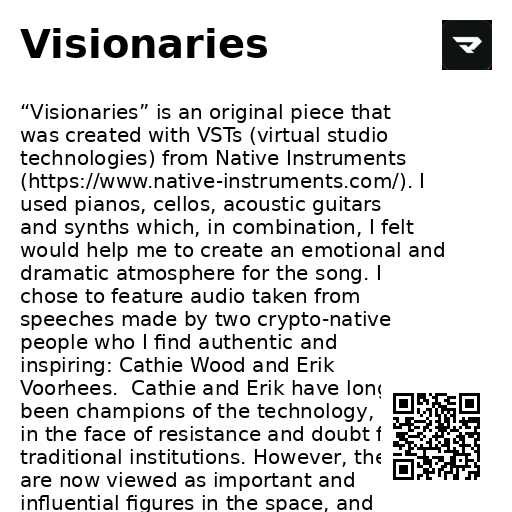 Visionaries
“Visionaries” is an original piece that
was created with VSTs (virtual studio
technologies) from Native Instruments
(https://www.native-instruments.com/). I
used pianos, cellos, acoustic guitars
and synths which, in combination, I felt
would help me to create an emotional and
dramatic atmosphere for the song. I
chose to feature audio taken from
speeches made by two crypto-native
people who I find authentic and
inspiring: Cathie Wood and Erik
Voorhees.  Cathie and Erik have long
been champions of the technology,
in the face of resistance and doubt
traditional institutions. However,
are now viewed as important and
influential figures in the space, and